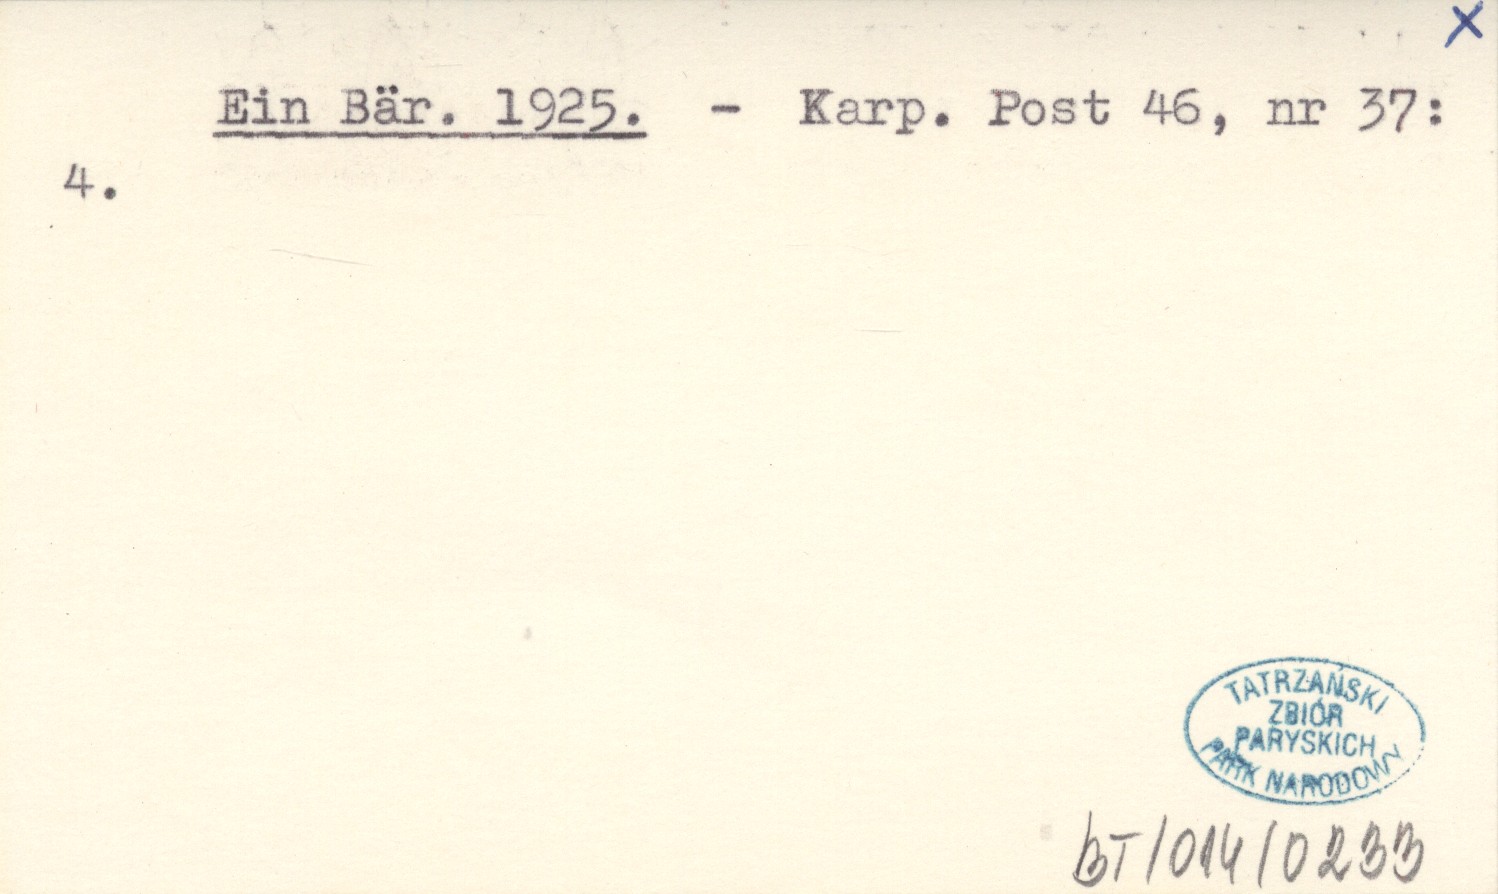 X
Ein Bär. 1925. - Karp. Post 46, nr 37:
4.
TATRZAŃSKI
ZBIÓR
PARYSKICH
PARK NARODOWY
BT/014/0233